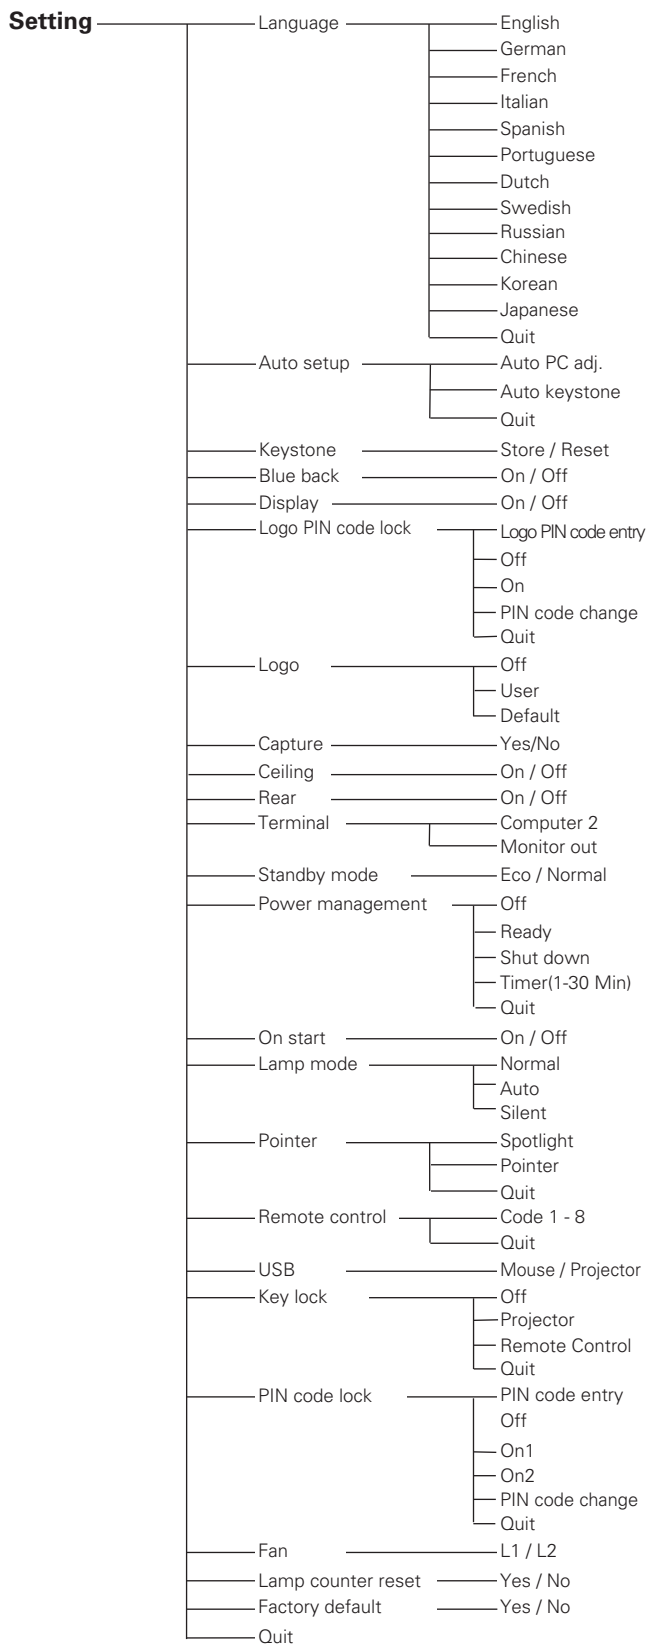 Setting Language English
German
French
Italian
Spanish
Portuguese
Dutch
Swedish
Russian
Chinese
Korean
Japanese
Quit
Auto setup Auto PC adj.
Auto keystone
Quit
Keystone Store / Reset
Blue back On / Off
Display On / Off
Logo PIN code lock Logo PIN code entry
Off
On
PIN code change
Quit
Logo Off
User
Default
Capture Yes/No
Ceiling On / Off
Rear On / Off
Terminal Computer 2
Monitor out
Standby mode Eco / Normal
Power management Off
Ready
Shut down
Timer(1-30 Min)
Quit
On start On / Off
Lamp mode Normal
Auto
Silent
Pointer Spotlight
Pointer
Quit
Remote control Code 1 - 8
Quit
USB Mouse / Projector
Key lock Off
Projector
Remote Control
Quit
PIN code lock PIN code entry
Off
On1
On2
PIN code change
Quit
Fan L1 / L2
Lamp counter reset Yes / No
Factory default Yes / No
Quit